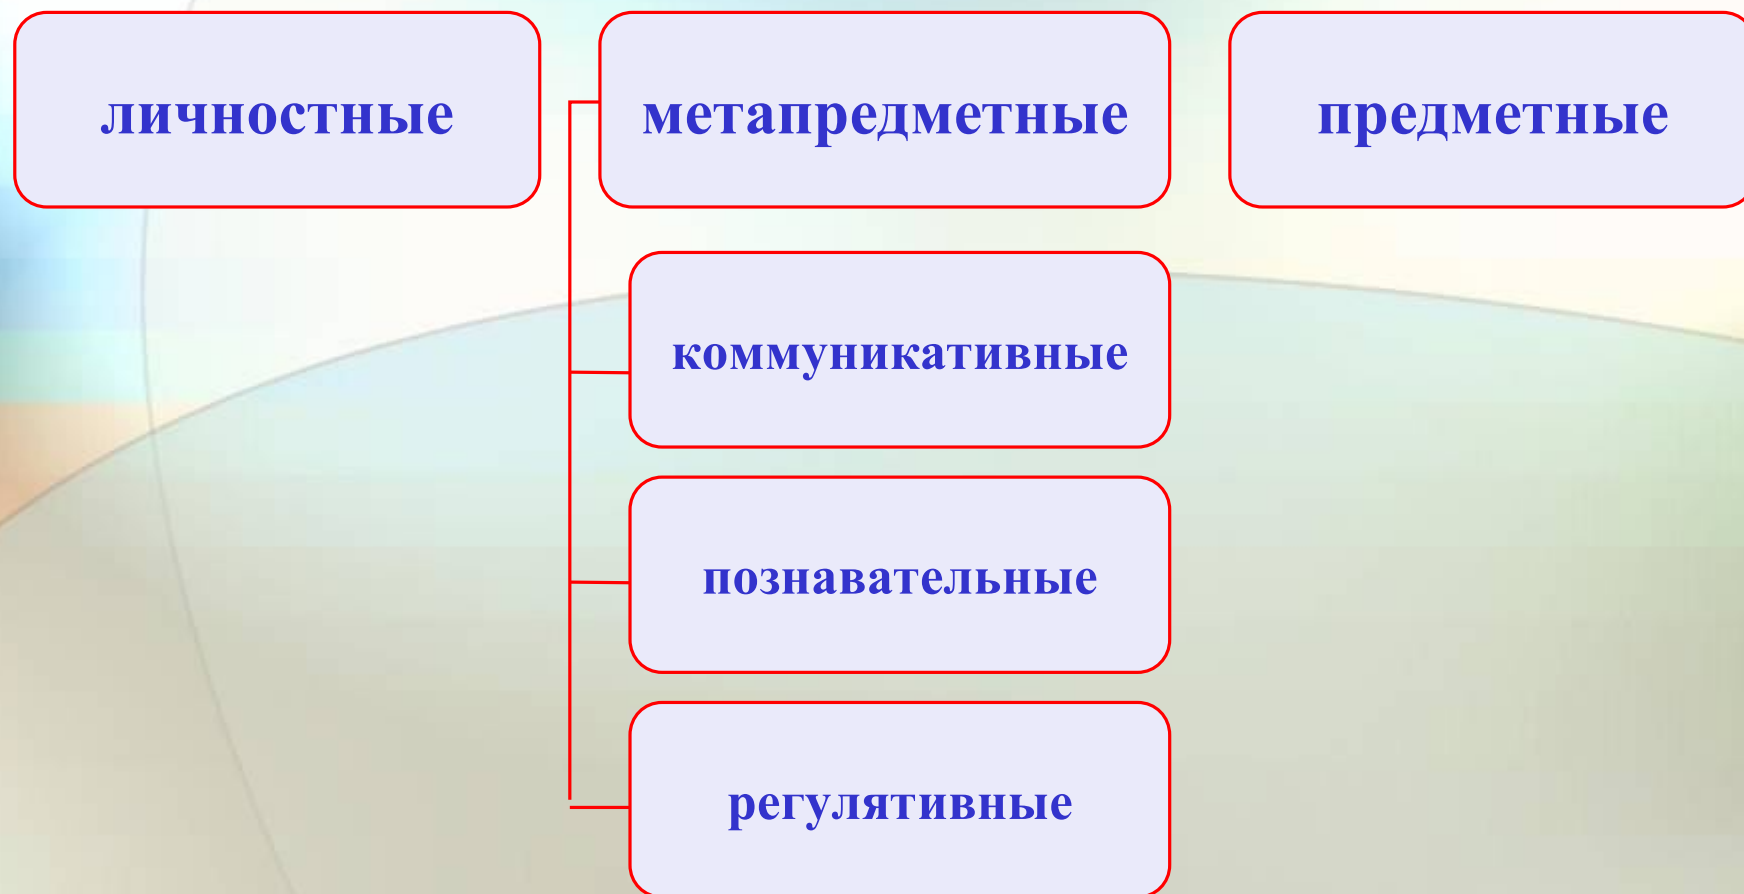 личностные
метапредметные
предметные
коммуникативные
познавательные
регулятивные